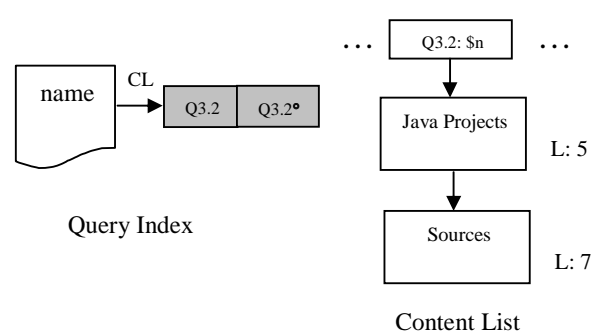 ... Q3.2: $n ...
name CL Q3.2 Q3.2°
Java Projects
L: 5
Query Index
Sources
L: 7
Content List